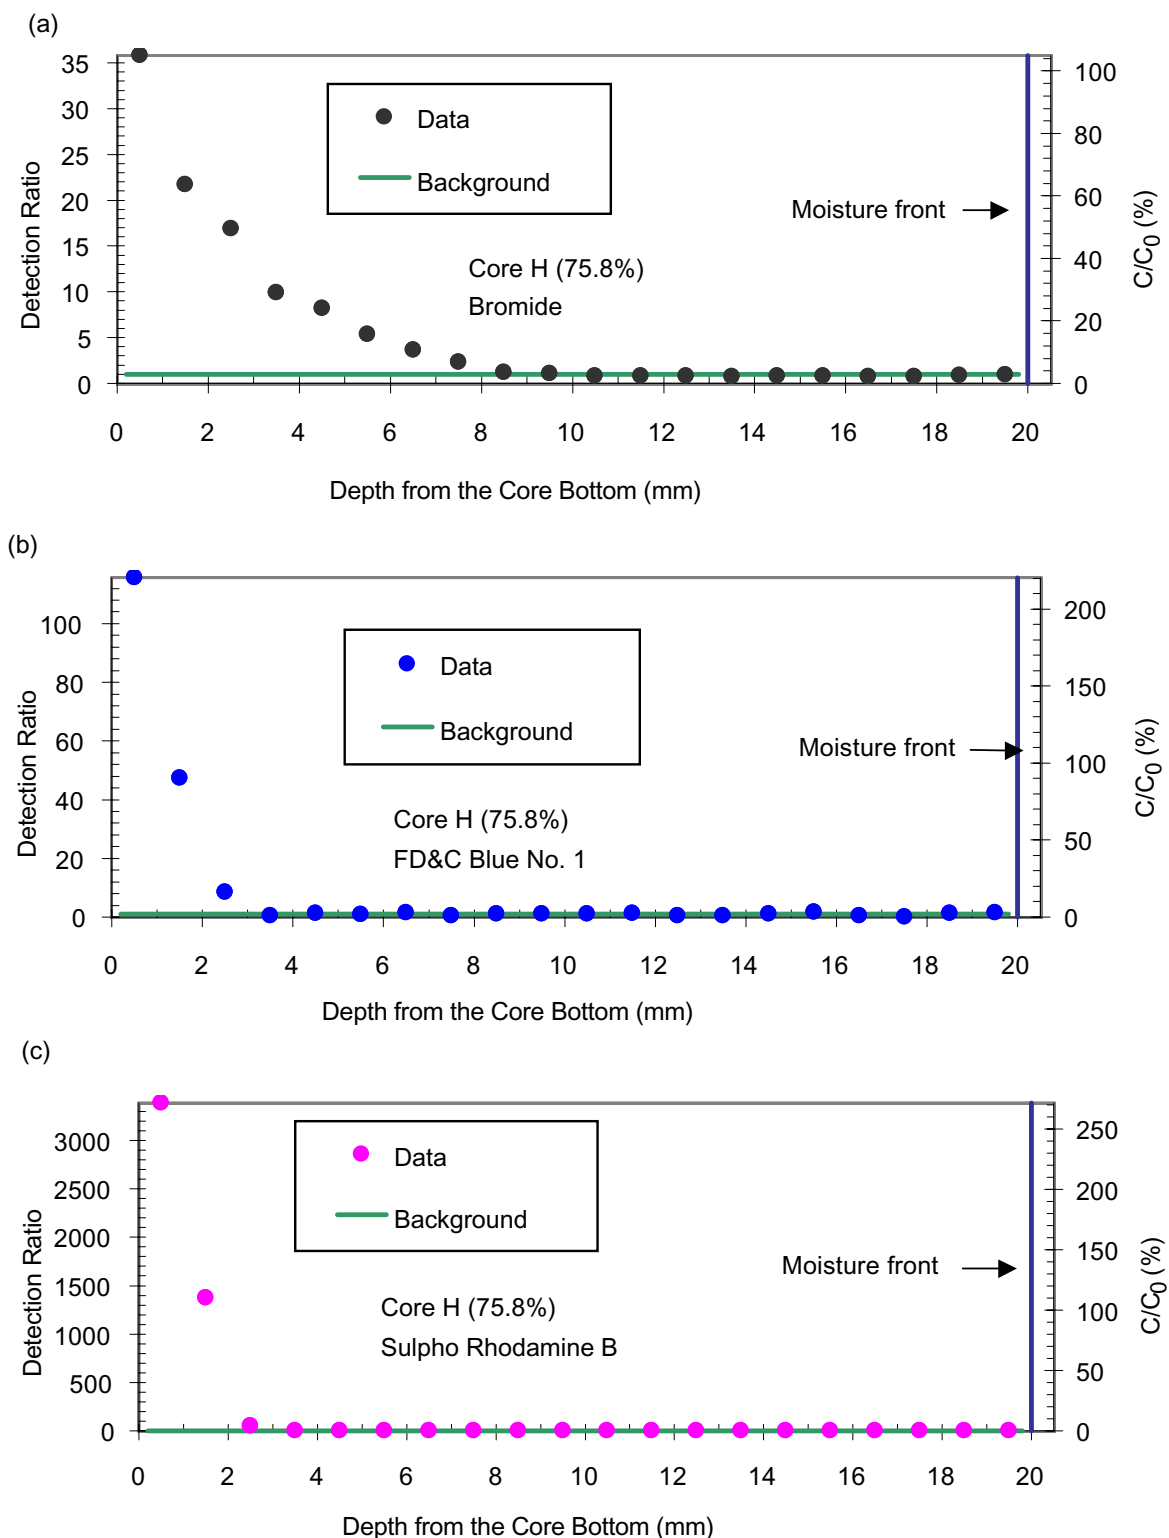 (a)
35
30
25
20
15
10
5
0
Detection Ratio
Data
Background
Core H (75.8%)
Bromide
Moisture front
100
80
60
40
20
0
C/C0 (%)
0 2 4 6 8 10 12 14 16 18 20
Depth from the Core Bottom (mm)
(b)
100
80
60
40
20
0
Detection Ratio
Data
Background
Core H (75.8%)
FD&C Blue No. 1
Moisture front
200
150
100
50
0
C/C0 (%)
0 2 4 6 8 10 12 14 16 18 20
Depth from the Core Bottom (mm)
(c)
3000
2500
2000
1500
1000
500
0
Detection Ratio
Data
Background
Core H (75.8%)
Sulpho Rhodamine B
Moisture front
250
200
150
100
50
0
C/C0 (%)
0 2 4 6 8 10 12 14 16 18 20
Depth from the Core Bottom (mm)